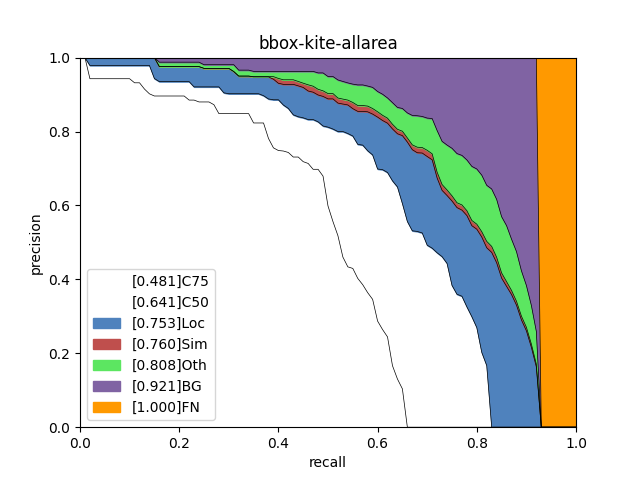 bbox-kite-allarea
precision
1.0
0.8
0.6
0.4
0.2
0.0
[0.481]C75
[0.641]C50
[0.753]Loc
[0.760]Sim
[0.808]Oth
[0.921]BG
[1.000]FN
0.0 0.2 0.4 0.6 0.8 1.0
recall